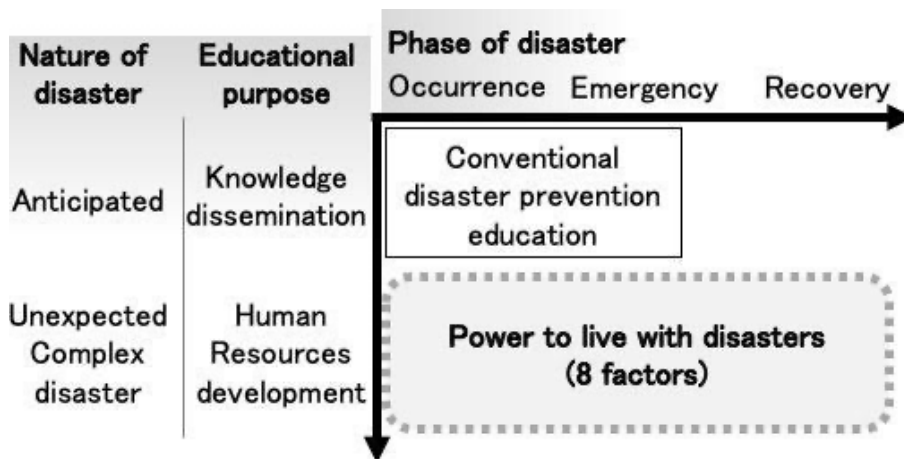 Nature of
disaster
Educational
purpose
Phase of disaster
Occurrence Emergency Recovery
Anticipated
Knowledge
dissemination
Conventional
disaster prevention
education
Unexpected
Complex
disaster
Human
Resources
development
Power to live with disasters
(8 factors)